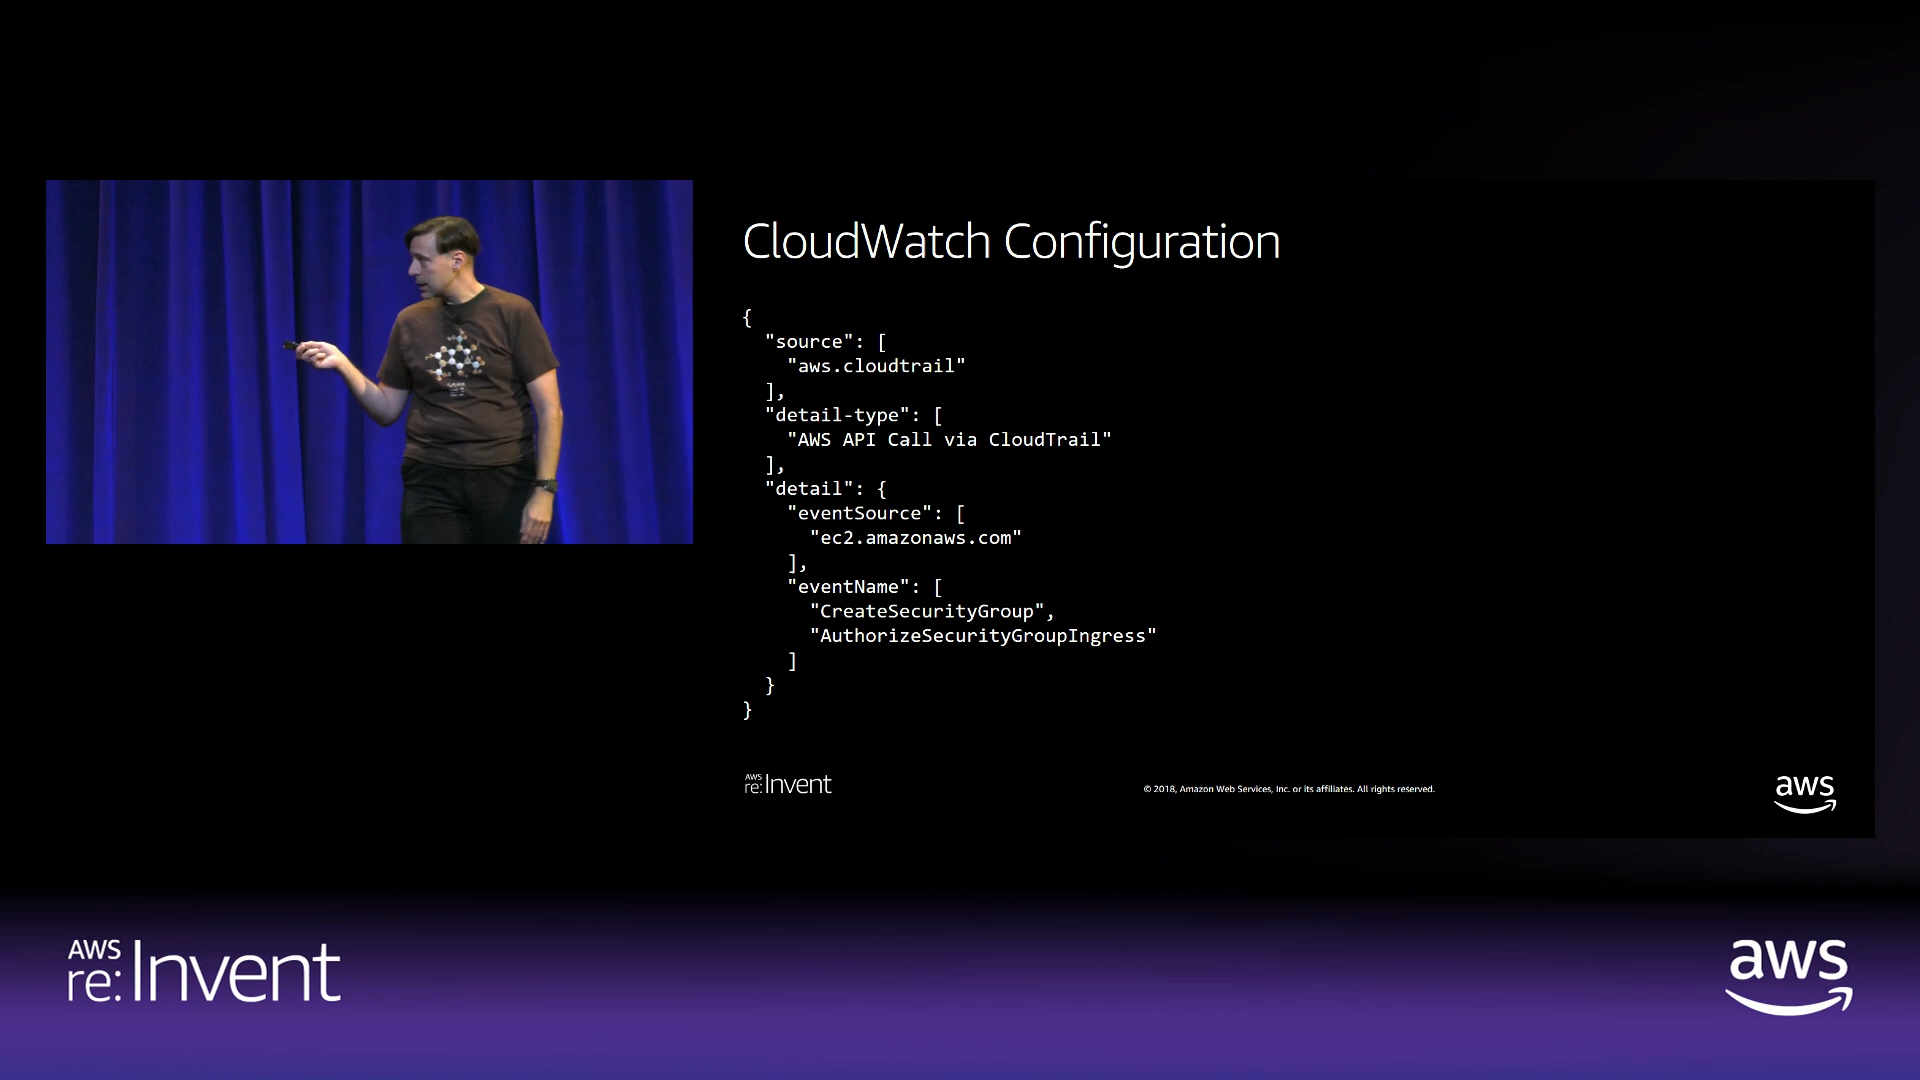 CloudWatch Configuration
{
  "source": [
    "aws.cloudtrail"
  ],
  "detail-type": [
    "AWS API Call via CloudTrail"
  ],
  "detail": {
    "eventSource": [
      "ec2.amazonaws.com"
    ],
    "eventName": [
      "CreateSecurityGroup",
      "AuthorizeSecurityGroupIngress"
    ]
  }
}
AWS
re:Invent
© 2018, Amazon Web Services, Inc. or its affiliates. All rights reserved.
aws
AWS
re:Invent
aws